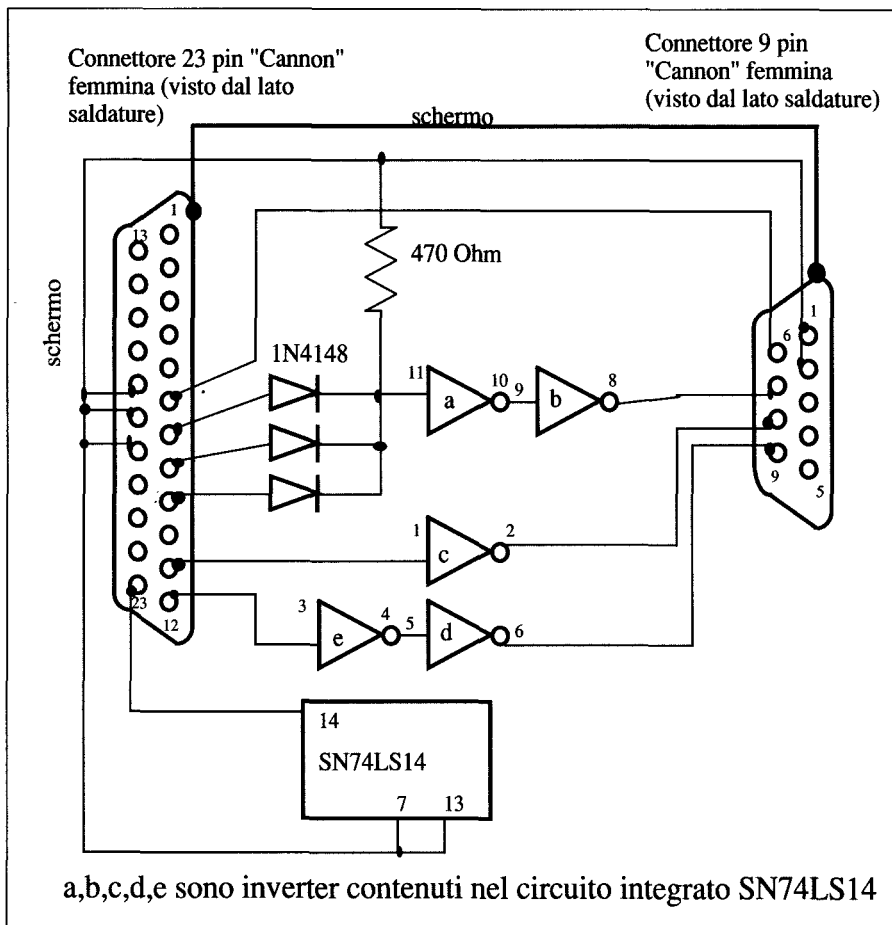 Connettore 23 pin "Cannon"
femmina (visto dal lato
saldature)
Connettore 9 pin
"Cannon" femmina
(visto dal lato saldature)
schermo
1
13
470 Ohm
schermo
1
6
1N4148
11
10
9
8
a
b
9
5
1
2
c
23
12
3
4
5
6
e
d
14
SN74LS14
7
13
a,b,c,d,e sono inverter contenuti nel circuito integrato SN74LS14